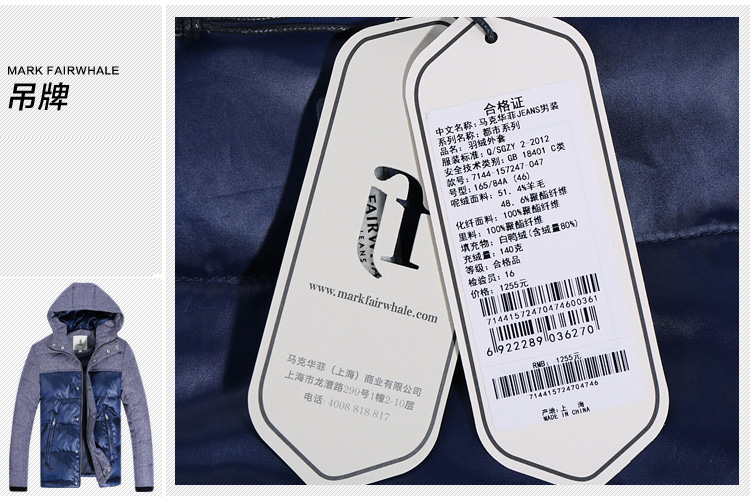 MARK FAIRWHALE
吊牌
f
FAIRWHALE
JEANS
www.markfairwhale.com
马克华菲（上海）商业有限公司
上海市龙漕路299号1幢2-10层
电话: 4008 818 817
合格证
中文名称: 马克华菲JEANS男装
系列名称: 都市系列
品名: 羽绒外套
服装标准: Q/SGZY 2-2012
安全技术类别: GB 18401 C类
款号: 7144-157247-047
号型: 165/84A (46)
呢绒面料: 51.4%羊毛
48.6%聚酯纤维
化纤面料: 100%聚酯纤维
里料: 100%聚酯纤维
填充物: 白鸭绒(含绒量80%)
充绒量: 140克
等级: 合格品
检验员: 16
价格: 1255元
71441572470474600361
6 922289 036270
RMB: 1255元
714415724704746
产地: 上 海
MADE IN CHINA